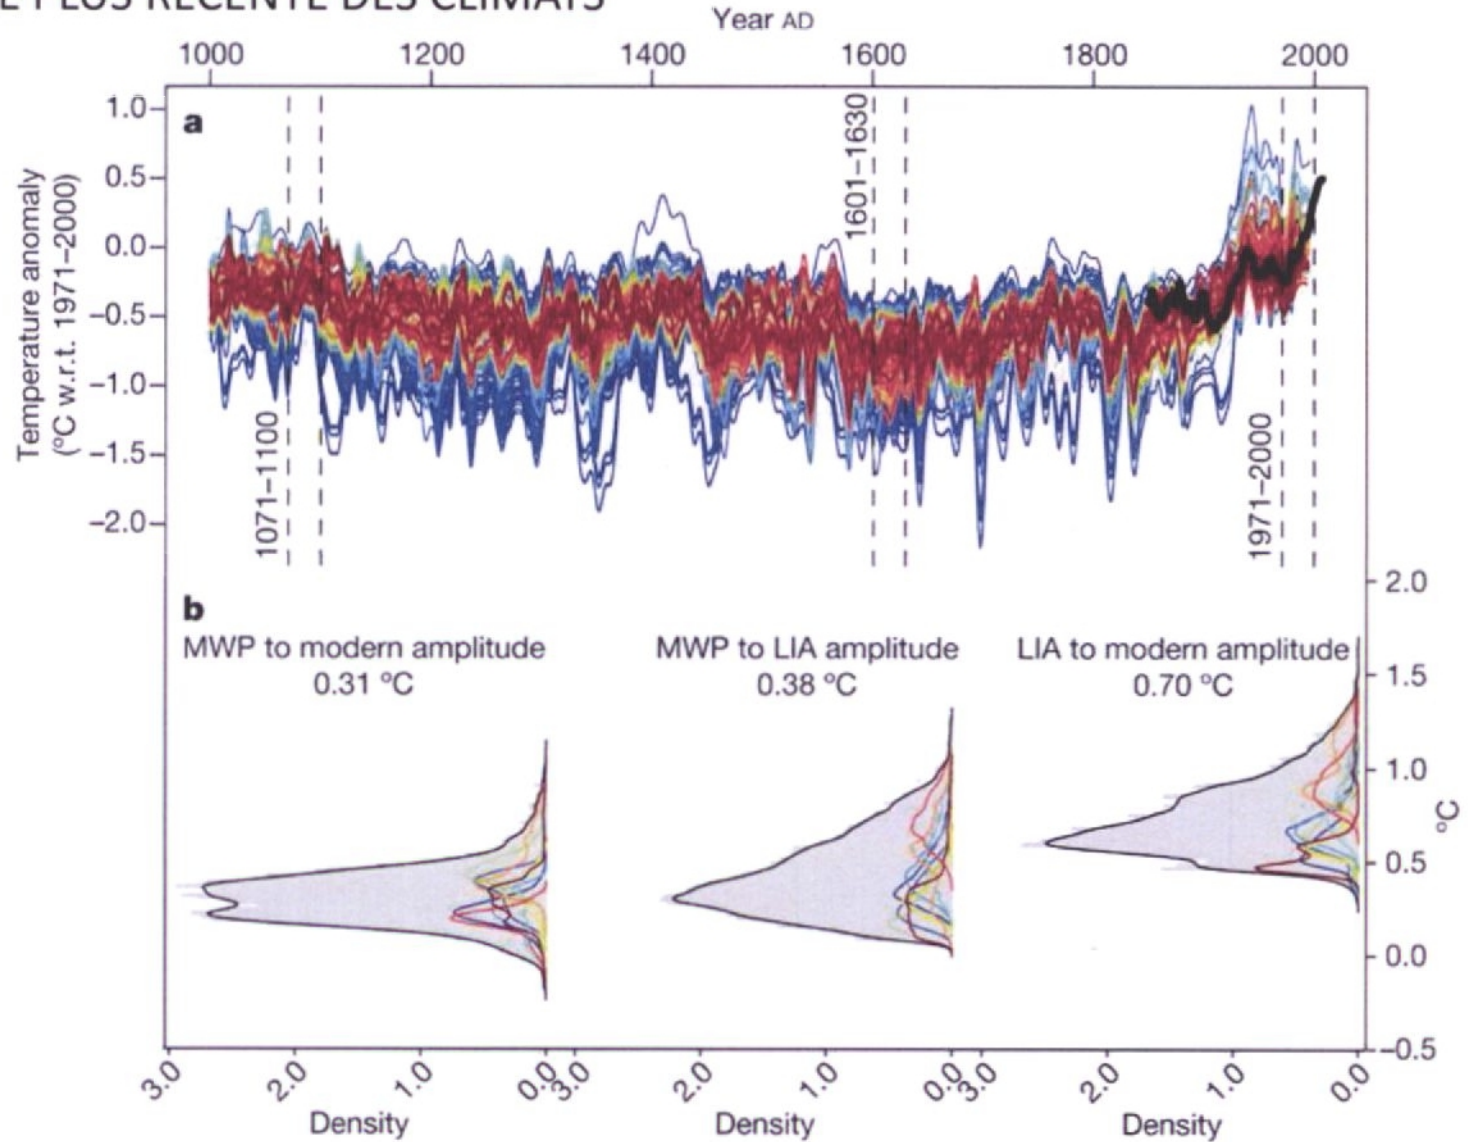 PLUS RÉCENTE DES CLIMATS
Year AD
1000 1200 1400 1600 1800 2000
a
1.0
0.5
0.0
−0.5
−1.0
−1.5
−2.0
Temperature anomaly
(°C w.r.t. 1971–2000)
1071–1100
1601–1630
1971–2000
b
MWP to modern amplitude
0.31 °C
MWP to LIA amplitude
0.38 °C
LIA to modern amplitude
0.70 °C
2.0
1.5
1.0
0.5
0.0
−0.5
°C
3.0 2.0 1.0 0.0 3.0 2.0 1.0 0.0 3.0 2.0 1.0 0.0
Density Density Density